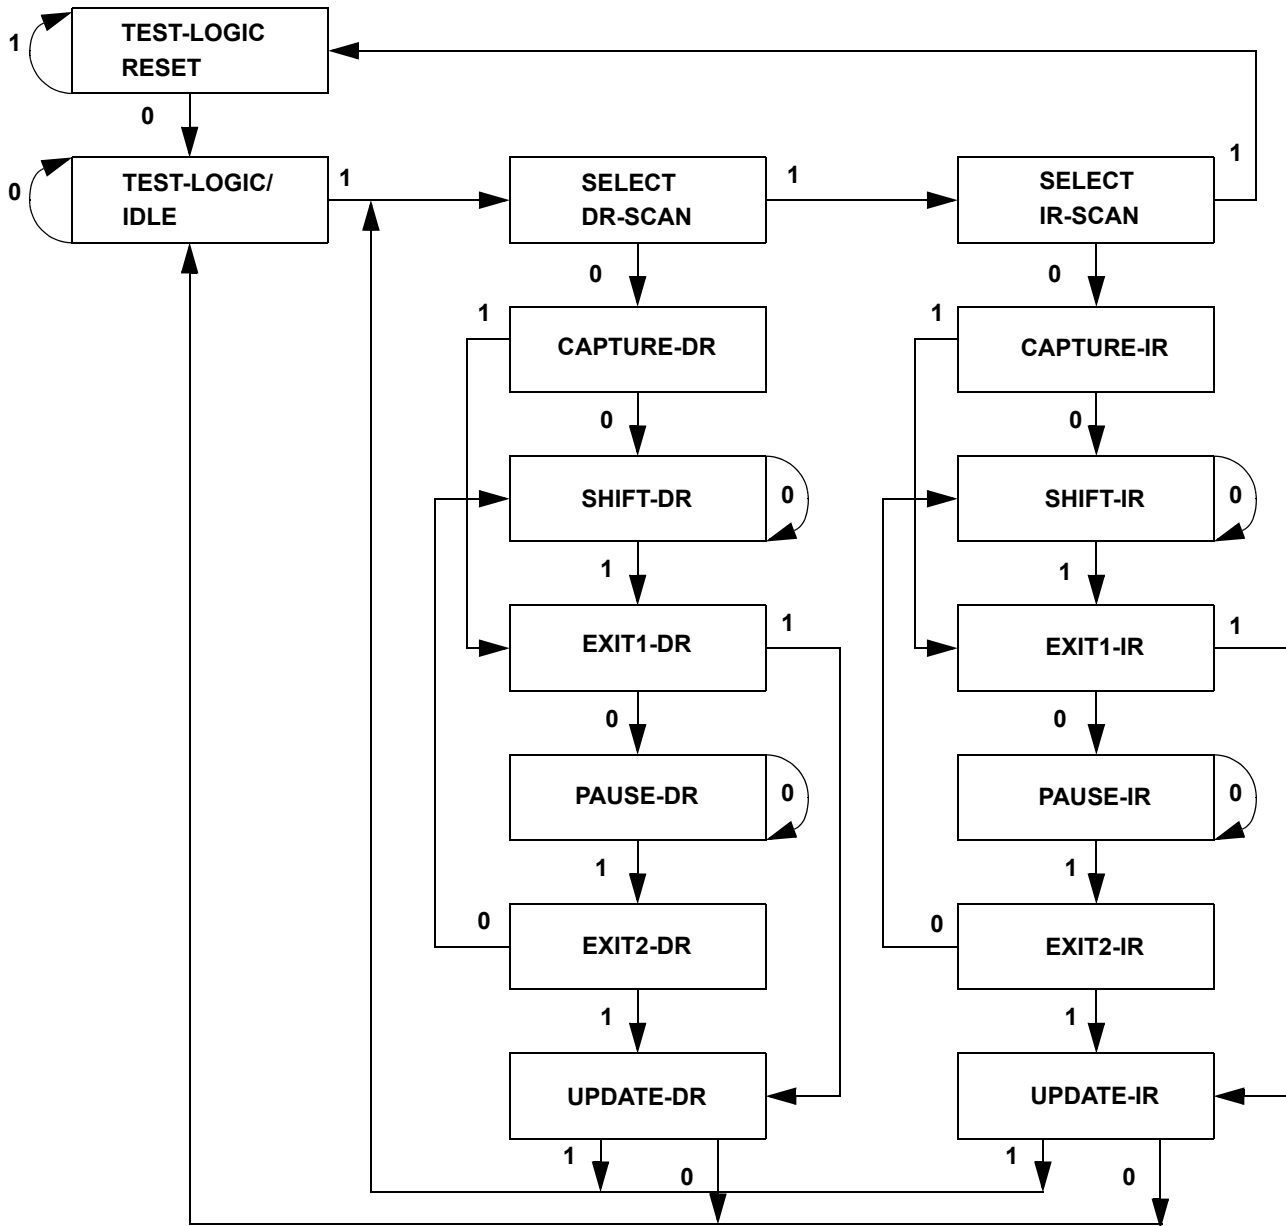 TEST-LOGIC
RESET
1
0
TEST-LOGIC/
IDLE
0
1
SELECT
DR-SCAN
1
SELECT
IR-SCAN
1
0
0
1
CAPTURE-DR
1
CAPTURE-IR
0
0
SHIFT-DR
0
SHIFT-IR
0
1
1
EXIT1-DR
1
EXIT1-IR
1
0
0
PAUSE-DR
0
PAUSE-IR
0
1
1
0
EXIT2-DR
0
EXIT2-IR
1
1
UPDATE-DR
UPDATE-IR
1
0
1
0